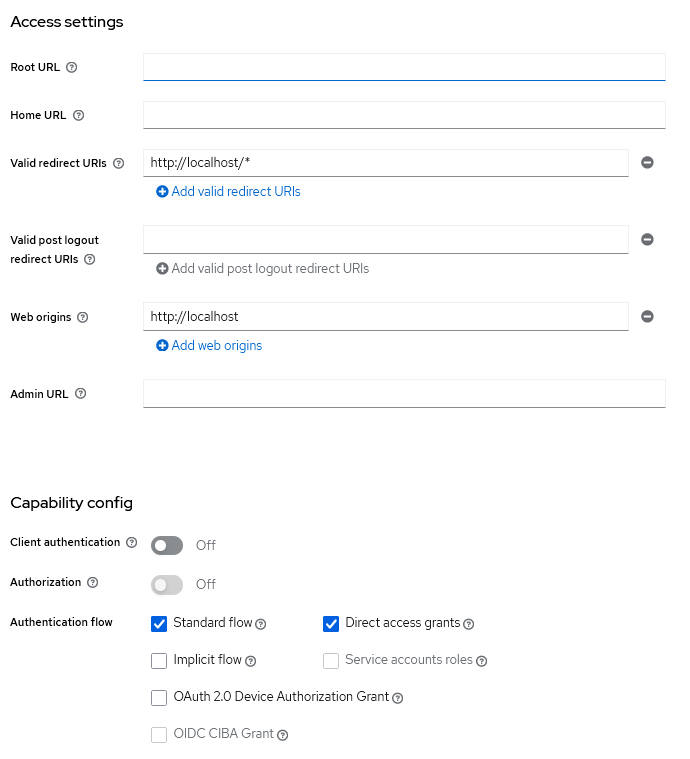 Access settings
Root URL
Home URL
Valid redirect URIs
http://localhost/*
Add valid redirect URIs
Valid post logout
redirect URIs
Add valid post logout redirect URIs
Web origins
http://localhost
Add web origins
Admin URL
Capability config
Client authentication
Off
Authorization
Off
Authentication flow
Standard flow
Direct access grants
Implicit flow
Service accounts roles
OAuth 2.0 Device Authorization Grant
OIDC CIBA Grant